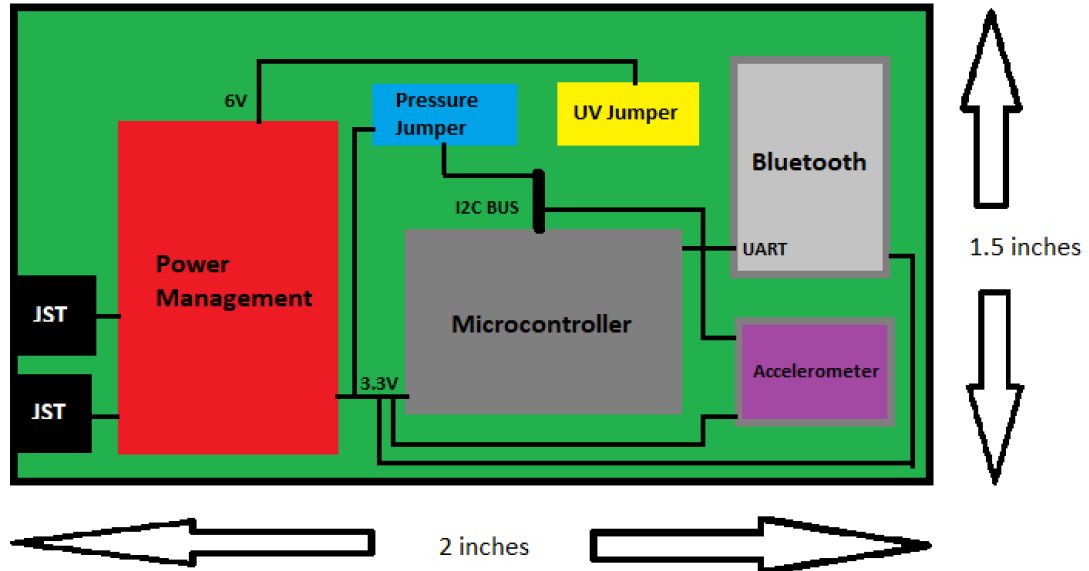 6V
Pressure
Jumper
UV Jumper
Bluetooth
I2C BUS
UART
1.5 inches
Power
Management
JST
Microcontroller
3.3V
Accelerometer
JST
2 inches